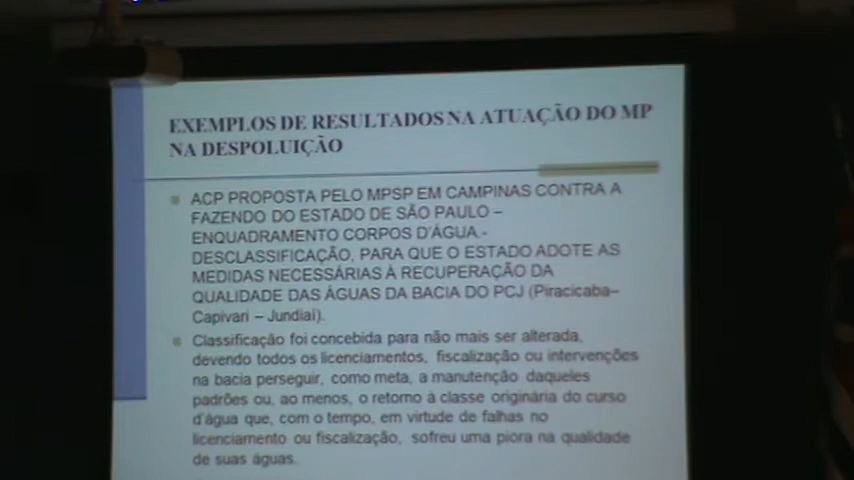 EXEMPLOS DE RESULTADOS NA ATUAÇÃO DO MP
NA DESPOLUIÇÃO
ACP PROPOSTA PELO MPSP EM CAMPINAS CONTRA A
FAZENDO DO ESTADO DE SÃO PAULO –
ENQUADRAMENTO CORPOS D'ÁGUA.-
DESCLASSIFICAÇÃO, PARA QUE O ESTADO ADOTE AS
MEDIDAS NECESSÁRIAS À RECUPERAÇÃO DA
QUALIDADE DAS ÁGUAS DA BACIA DO PCJ (Piracicaba–
Capivari – Jundiaí).
Classificação foi concebida para não mais ser alterada,
devendo todos os licenciamentos, fiscalização ou intervenções
na bacia perseguir, como meta, a manutenção daqueles
padrões ou, ao menos, o retorno à classe originária do curso
d'água que, com o tempo, em virtude de falhas no
licenciamento ou fiscalização, sofreu uma piora na qualidade
de suas águas.